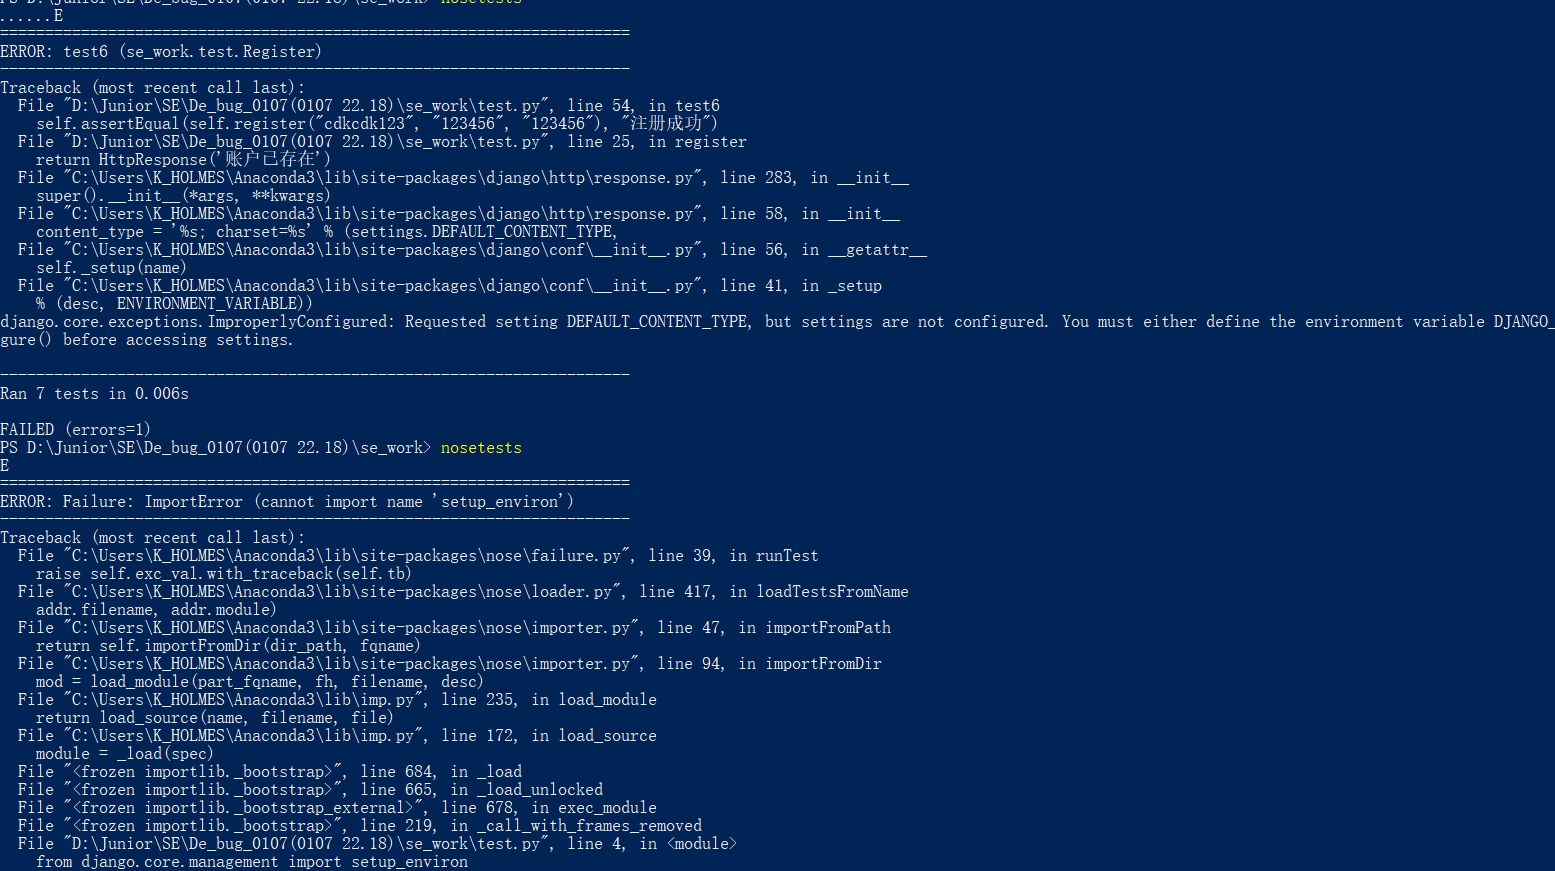 PS D:\Junior\SE\De_bug_0107(0107 22.18)\se_work> nosetests
......E
======================================================================
ERROR: test6 (se_work.test.Register)
----------------------------------------------------------------------
Traceback (most recent call last):
  File "D:\Junior\SE\De_bug_0107(0107 22.18)\se_work\test.py", line 54, in test6
    self.assertEqual(self.register("cdkcdk123", "123456", "123456"), "注册成功")
  File "D:\Junior\SE\De_bug_0107(0107 22.18)\se_work\test.py", line 25, in register
    return HttpResponse('账户已存在')
  File "C:\Users\K_HOLMES\Anaconda3\lib\site-packages\django\http\response.py", line 283, in __init__
    super().__init__(*args, **kwargs)
  File "C:\Users\K_HOLMES\Anaconda3\lib\site-packages\django\http\response.py", line 58, in __init__
    content_type = '%s; charset=%s' % (settings.DEFAULT_CONTENT_TYPE,
  File "C:\Users\K_HOLMES\Anaconda3\lib\site-packages\django\conf\__init__.py", line 56, in __getattr__
    self._setup(name)
  File "C:\Users\K_HOLMES\Anaconda3\lib\site-packages\django\conf\__init__.py", line 41, in _setup
    % (desc, ENVIRONMENT_VARIABLE))
django.core.exceptions.ImproperlyConfigured: Requested setting DEFAULT_CONTENT_TYPE, but settings are not configured. You must either define the environment variable DJANGO_
gure() before accessing settings.
----------------------------------------------------------------------
Ran 7 tests in 0.006s
FAILED (errors=1)
PS D:\Junior\SE\De_bug_0107(0107 22.18)\se_work> nosetests
E
======================================================================
ERROR: Failure: ImportError (cannot import name 'setup_environ')
----------------------------------------------------------------------
Traceback (most recent call last):
  File "C:\Users\K_HOLMES\Anaconda3\lib\site-packages\nose\failure.py", line 39, in runTest
    raise self.exc_val.with_traceback(self.tb)
  File "C:\Users\K_HOLMES\Anaconda3\lib\site-packages\nose\loader.py", line 417, in loadTestsFromName
    addr.filename, addr.module)
  File "C:\Users\K_HOLMES\Anaconda3\lib\site-packages\nose\importer.py", line 47, in importFromPath
    return self.importFromDir(dir_path, fqname)
  File "C:\Users\K_HOLMES\Anaconda3\lib\site-packages\nose\importer.py", line 94, in importFromDir
    mod = load_module(part_fqname, fh, filename, desc)
  File "C:\Users\K_HOLMES\Anaconda3\lib\imp.py", line 235, in load_module
    return load_source(name, filename, file)
  File "C:\Users\K_HOLMES\Anaconda3\lib\imp.py", line 172, in load_source
    module = _load(spec)
  File "<frozen importlib._bootstrap>", line 684, in _load
  File "<frozen importlib._bootstrap>", line 665, in _load_unlocked
  File "<frozen importlib._bootstrap_external>", line 678, in exec_module
  File "<frozen importlib._bootstrap>", line 219, in _call_with_frames_removed
  File "D:\Junior\SE\De_bug_0107(0107 22.18)\se_work\test.py", line 4, in <module>
    from django.core.management import setup_environ